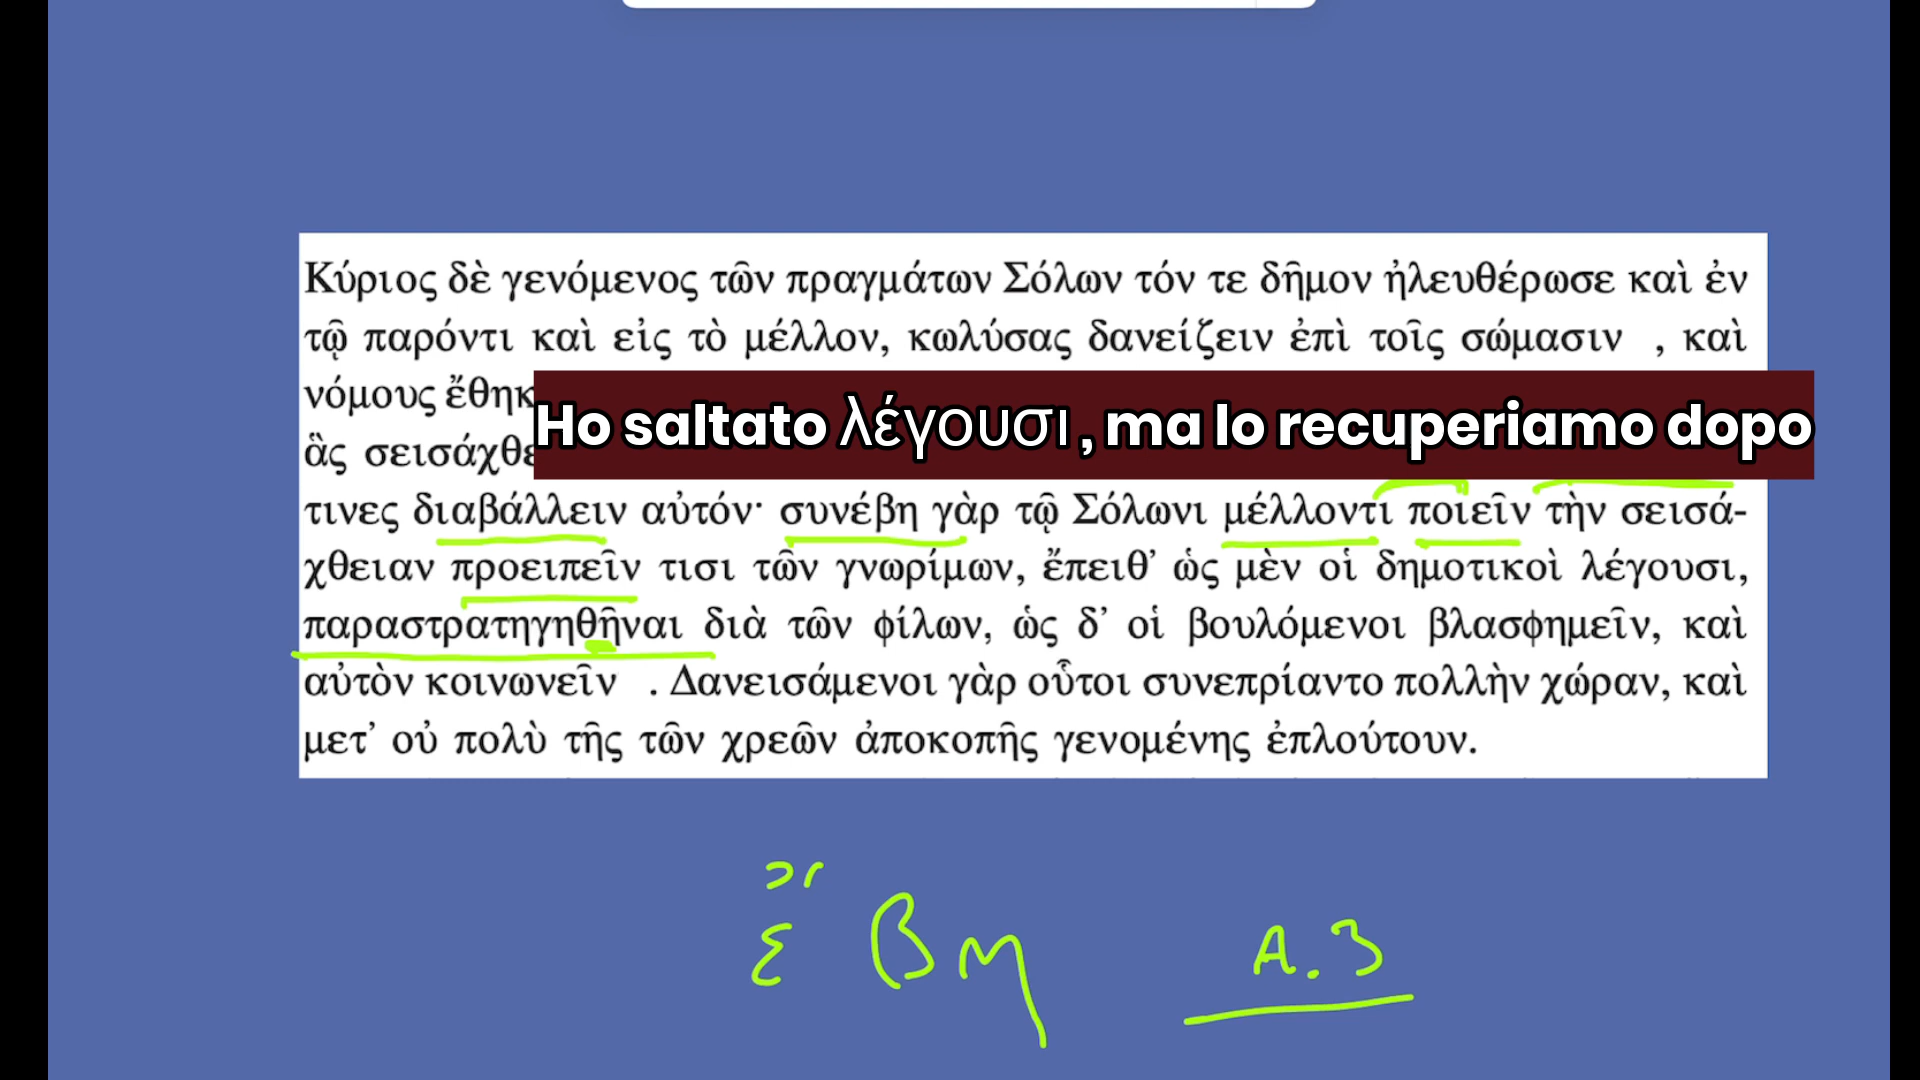 Κύριος δὲ γενόμενος τῶν πραγμάτων Σόλων τόν τε δῆμον ἠλευθέρωσε καὶ ἐν
τῷ παρόντι καὶ εἰς τὸ μέλλον, κωλύσας δανείζειν ἐπὶ τοῖς σώμασιν , καὶ
νόμους ἔθηκ
Ho saltato λέγουσι, ma lo recuperiamo dopo
ἃς σεισάχθε
τινες διαβάλλειν αὐτόν· συνέβη γὰρ τῷ Σόλωνι μέλλοντι ποιεῖν τὴν σεισά-
χθειαν προειπεῖν τισι τῶν γνωρίμων, ἔπειθ’ ὡς μὲν οἱ δημοτικοὶ λέγουσι,
παραστρατηγηθῆναι διὰ τῶν φίλων, ὡς δ’ οἱ βουλόμενοι βλασφημεῖν, καὶ
αὐτὸν κοινωνεῖν . Δανεισάμενοι γὰρ οὗτοι συνεπρίαντο πολλὴν χώραν, καὶ
μετ’ οὐ πολὺ τῆς τῶν χρεῶν ἀποκοπῆς γενομένης ἐπλούτουν.
ἔβη A.3